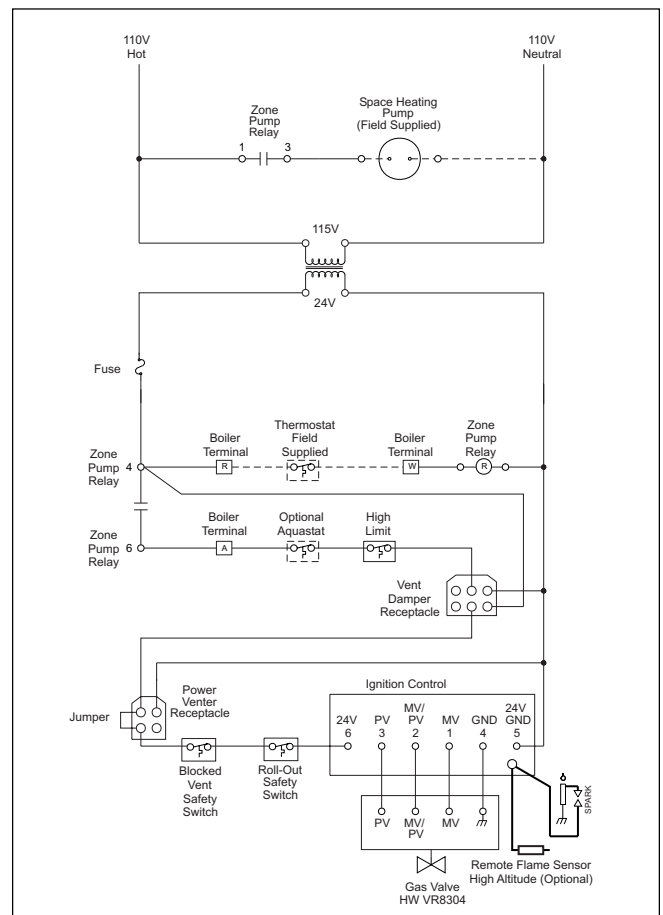 110V
Hot
110V
Neutral
Zone
Pump
Relay
1 3
Space Heating
Pump
(Field Supplied)
115V
24V
Fuse
Zone
Pump
Relay
4
Boiler
Terminal
R
Thermostat
Field
Supplied
Boiler
Terminal
W
Zone
Pump
Relay
R
Zone
Pump
Relay
6
Boiler
Terminal
A
Optional
Aquastat
High
Limit
Vent
Damper
Receptacle
Jumper
Power
Venter
Receptacle
Blocked
Vent
Safety
Switch
Roll-Out
Safety
Switch
Ignition Control
24V
6
PV
3
MV/
PV
2
MV
1
GND
4
24V
GND
5
PV
MV/
PV
MV
SPARK
Remote Flame Sensor
High Altitude (Optional)
Gas Valve
HW VR8304